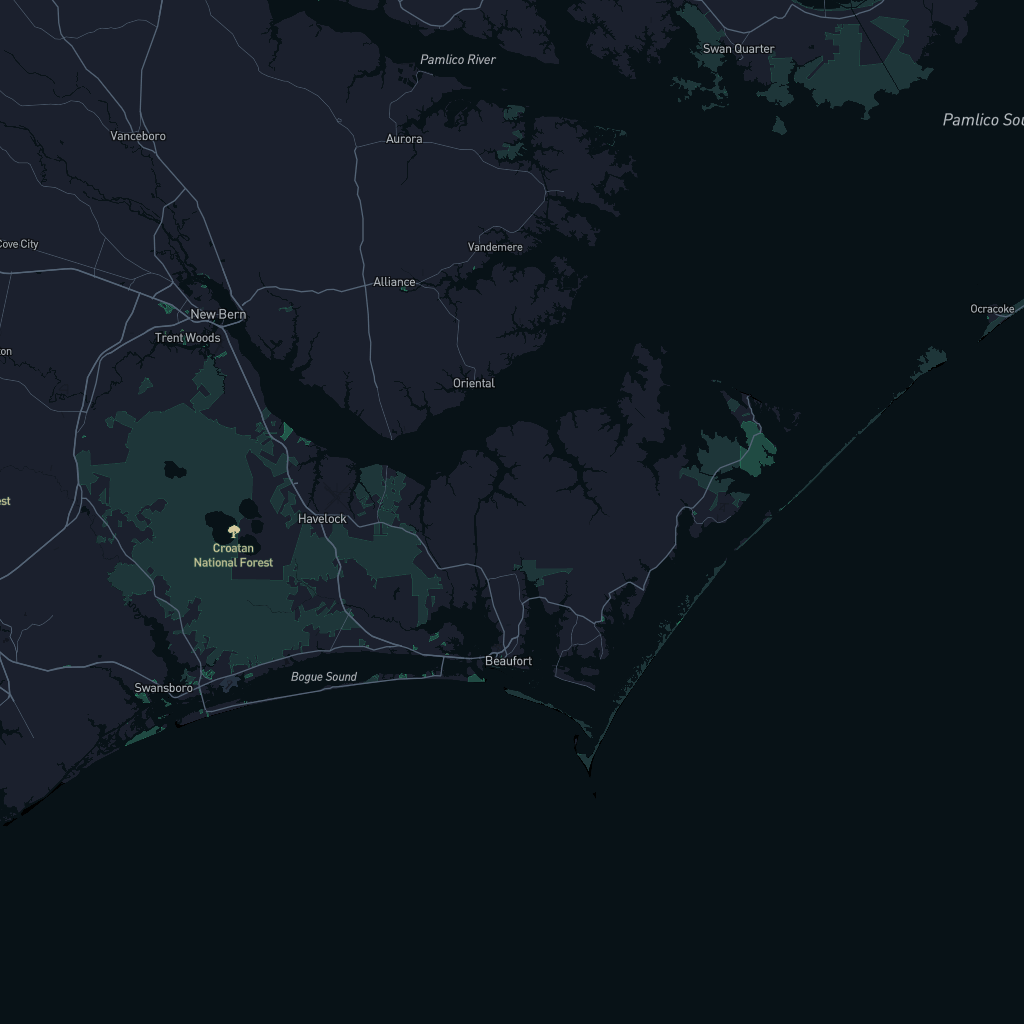 Swan Quarter
Pamlico River
Pamlico Sou
Vanceboro
Aurora
Cove City
Vandemere
Alliance
Ocracoke
New Bern
Trent Woods
ton
Oriental
est
Havelock
Croatan
National Forest
Beaufort
Bogue Sound
Swansboro